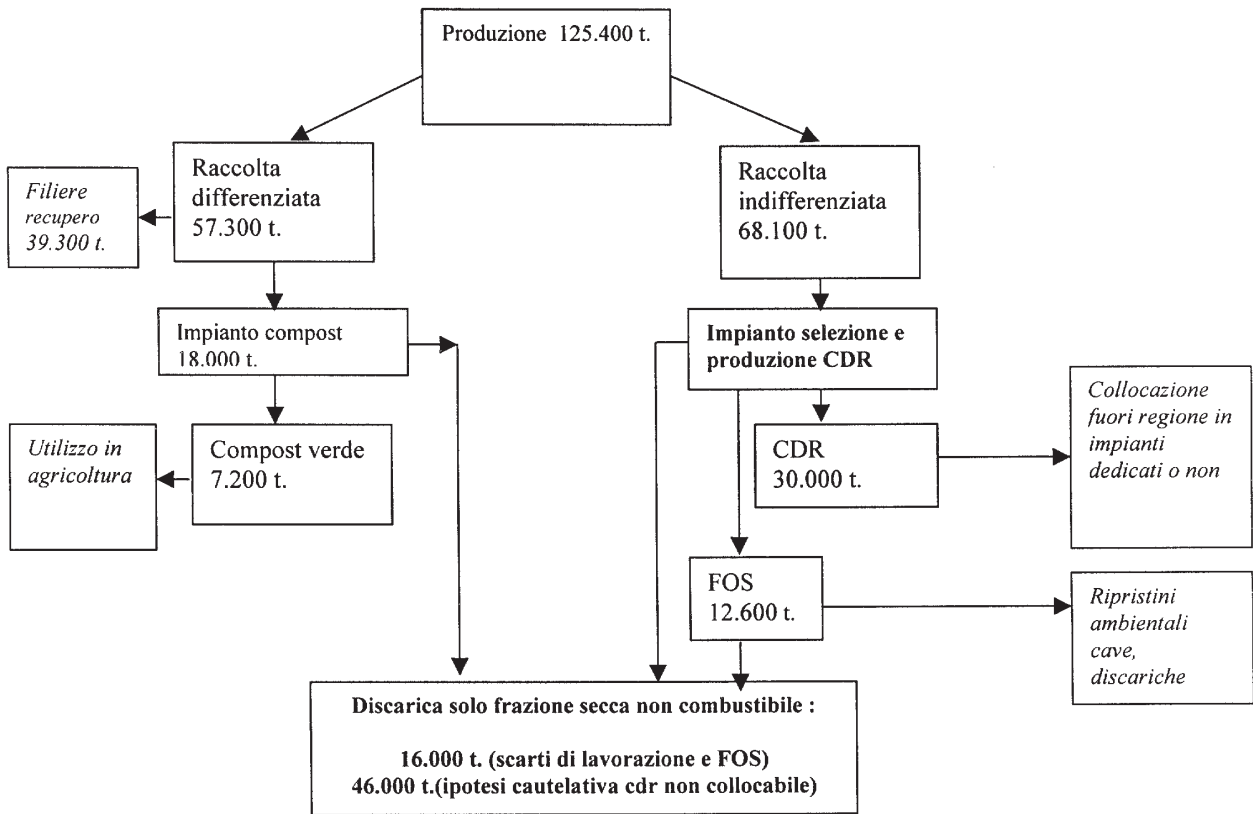 Produzione 125.400 t.
Raccolta
differenziata
57.300 t.
Raccolta
indifferenziata
68.100 t.
Filiere
recupero
39.300 t.
Impianto compost
18.000 t.
Impianto selezione e
produzione CDR
Utilizzo in
agricoltura
Compost verde
7.200 t.
CDR
30.000 t.
Collocazione
fuori regione in
impianti
dedicati o non
FOS
12.600 t.
Ripristini
ambientali
cave,
discariche
Discarica solo frazione secca non combustibile :
16.000 t. (scarti di lavorazione e FOS)
46.000 t.(ipotesi cautelativa cdr non collocabile)